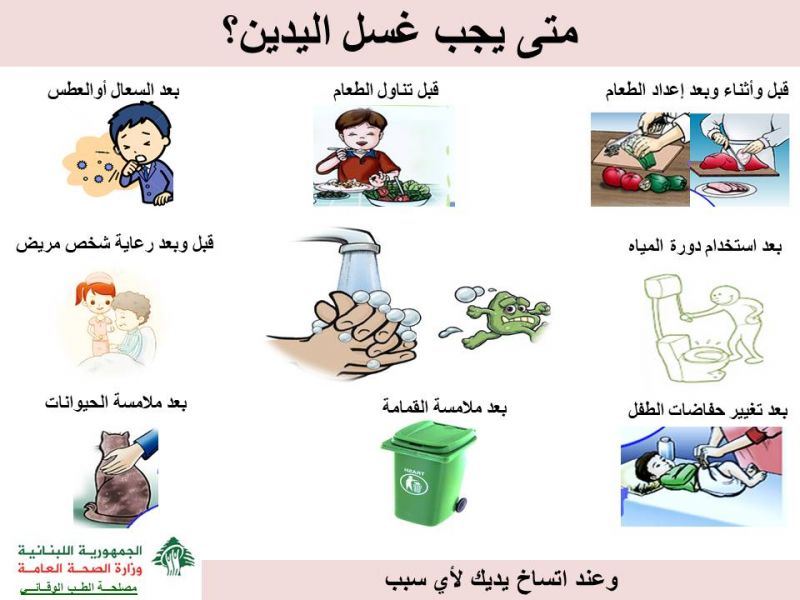 متى يجب غسل اليدين؟
قبل وأثناء وبعد إعداد الطعام
قبل تناول الطعام
بعد السعال أوالعطس
بعد استخدام دورة المياه
قبل وبعد رعاية شخص مريض
بعد تغيير حفاضات الطفل
بعد ملامسة القمامة
بعد ملامسة الحيوانات
TRASH
الجمهورية اللبنانية
وزارة الصحة العامة
مصلحة الطب الوقائي
وعند اتساخ يديك لأي سبب